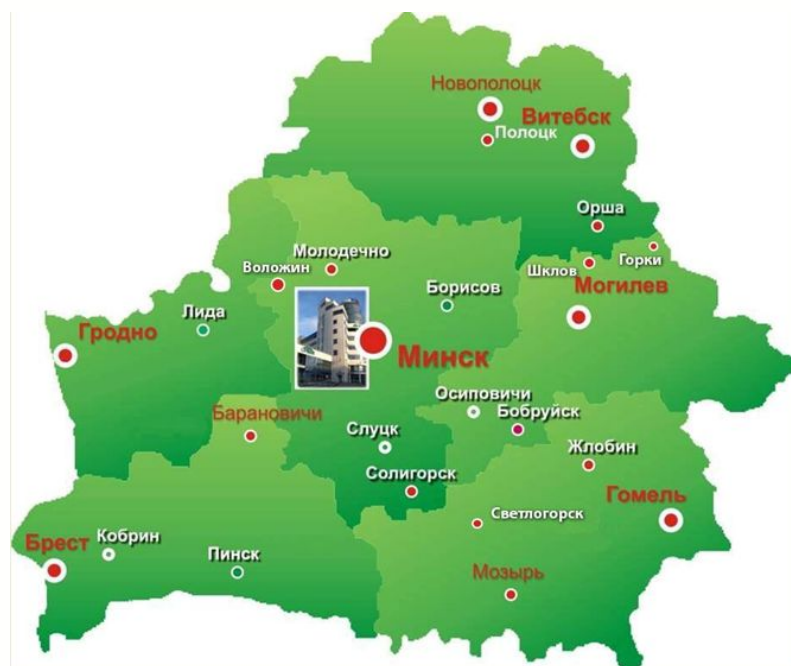 Новополоцк
Витебск
Полоцк
Орша
Горки
Шклов
Молодечно
Воложин
Могилев
Борисов
Лида
Гродно
Минск
Осиповичи
Барановичи
Бобруйск
Слуцк
Жлобин
Солигорск
Гомель
Светлогорск
Кобрин
Брест
Пинск
Мозырь